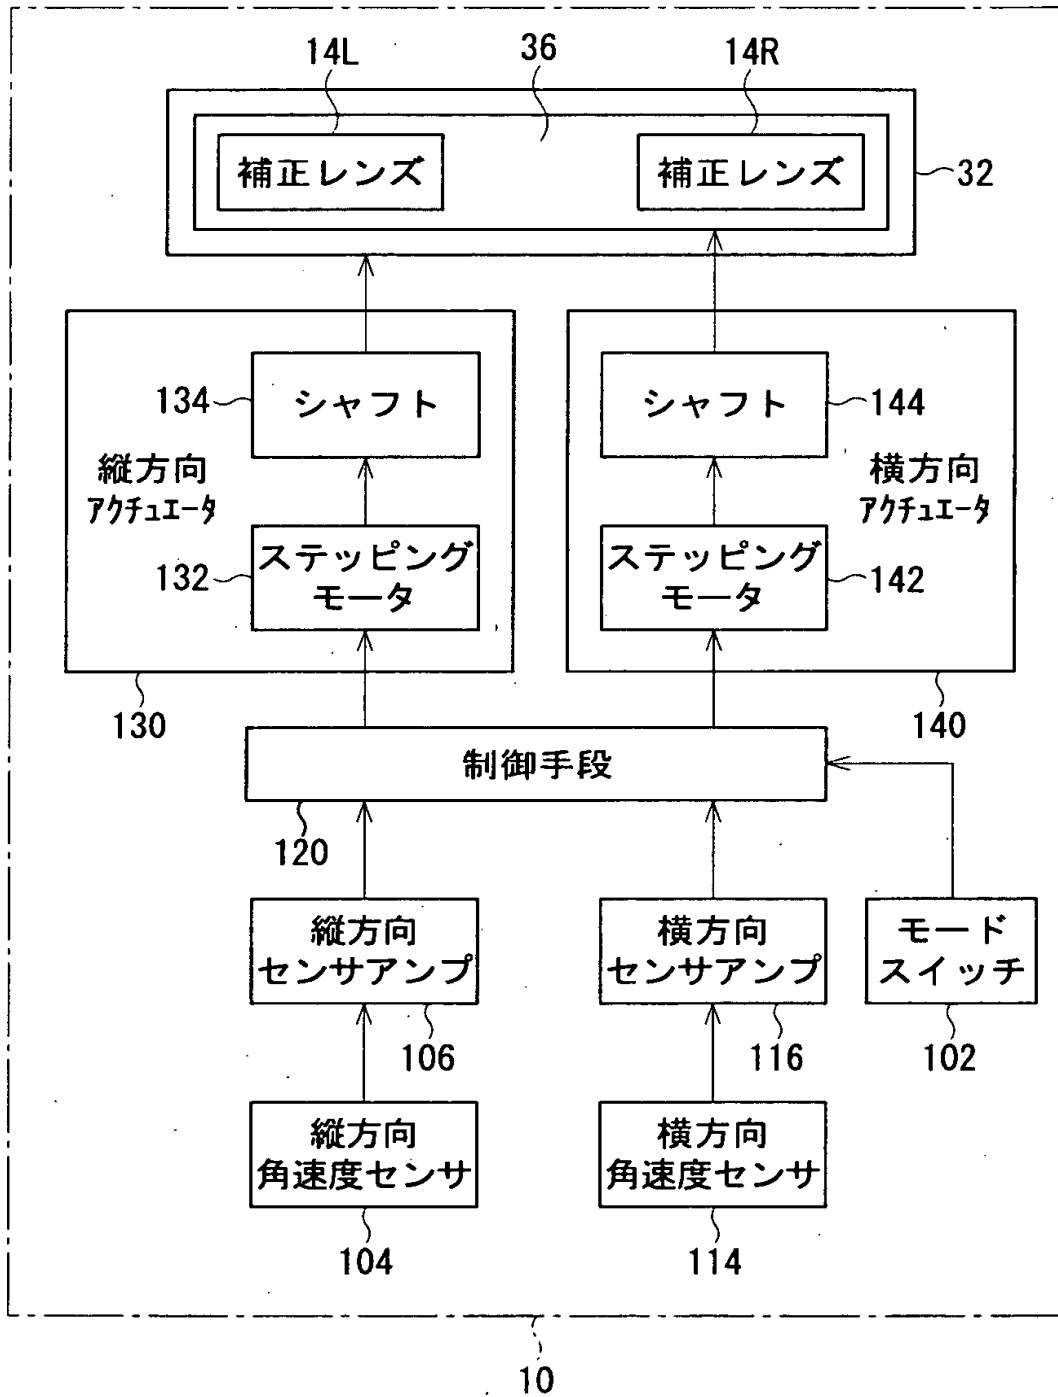 14L
36
14R
補正レンズ
補正レンズ
32
134
シャフト
シャフト
144
縦方向
アクチュエータ
横方向
アクチュエータ
132
ステッピング
モータ
ステッピング
モータ
142
130
140
制御手段
120
縦方向
センサアンプ
横方向
センサアンプ
モード
スイッチ
106
116
102
縦方向
角速度センサ
横方向
角速度センサ
104
114
10